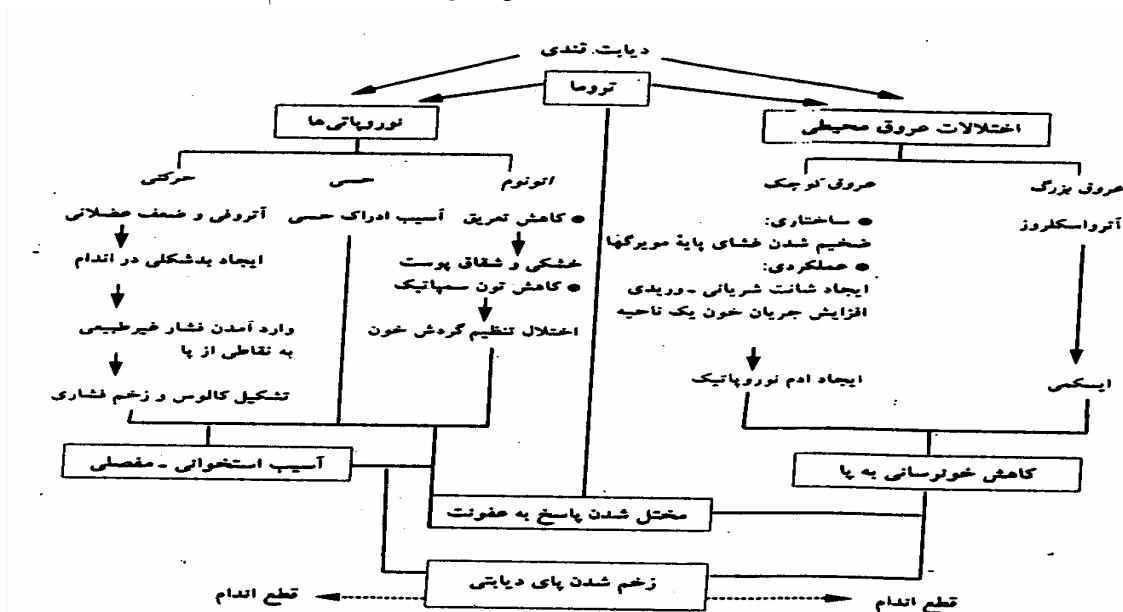 دیابت قندی
تروما
اختلالات عروق محیطی
نوروپاتی‌ها
عروق بزرگ
آترواسکلروز
ایسکمی
عروق کوچک
● ساختاری:
ضخیم شدن غشای پایهٔ مویرگها
● عملکردی:
ایجاد شانت شریانی - وریدی
افزایش جریان خون یک ناحیه
ایجاد ادم نوروپاتیک
کاهش خونرسانی به پا
اتونوم
● کاهش تعریق
خشکی و شقاق پوست
● کاهش تون سمپاتیک
اختلال تنظیم گردش خون
حسی
آسیب ادراک حسی
حرکتی
آتروفی و ضعف عضلانی
ایجاد بدشکلی در اندام
وارد آمدن فشار غیرطبیعی
به نقاطی از پا
تشکیل کالوس و زخم فشاری
آسیب استخوانی - مفصلی
مختل شدن پاسخ به عفونت
زخم شدن پای دیابتی
قطع اندام
قطع اندام